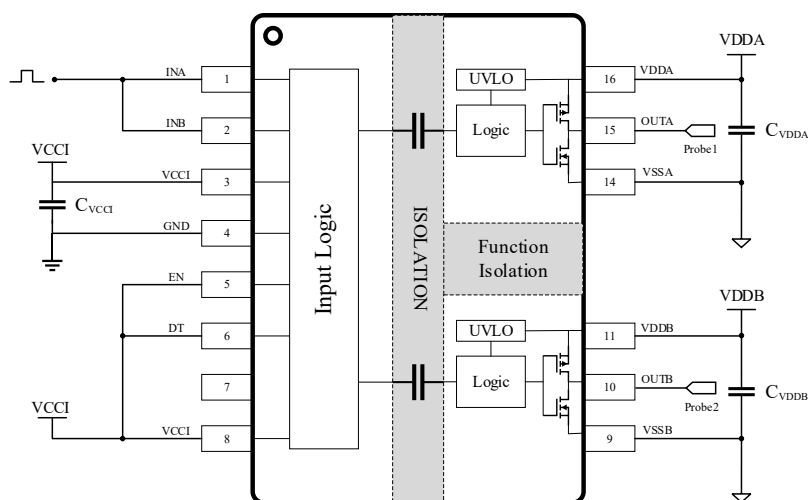 VDDA
INA
1
UVLO
16
VDDA
INB
2
Logic
15
OUTA
Probe1
C_VDDA
VCCI
VCCI
3
14
VSSA
C_VCCI
GND
4
Input Logic
ISOLATION
Function
Isolation
EN
5
VDDB
DT
6
UVLO
11
VDDB
7
Logic
10
OUTB
Probe2
C_VDDB
VCCI
VCCI
8
9
VSSB